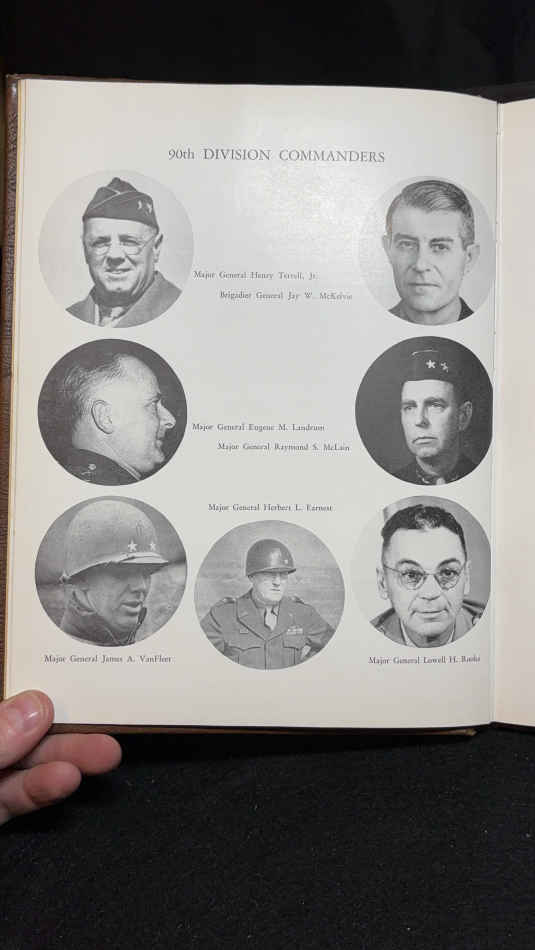 90th DIVISION COMMANDERS
Major General Henry Terrell, Jr.
Brigadier General Jay W. McKelvie
Major General Eugene M. Landrum
Major General Raymond S. McLain
Major General Herbert L. Earnest
Major General James A. VanFleet
Major General Lowell H. Rooks